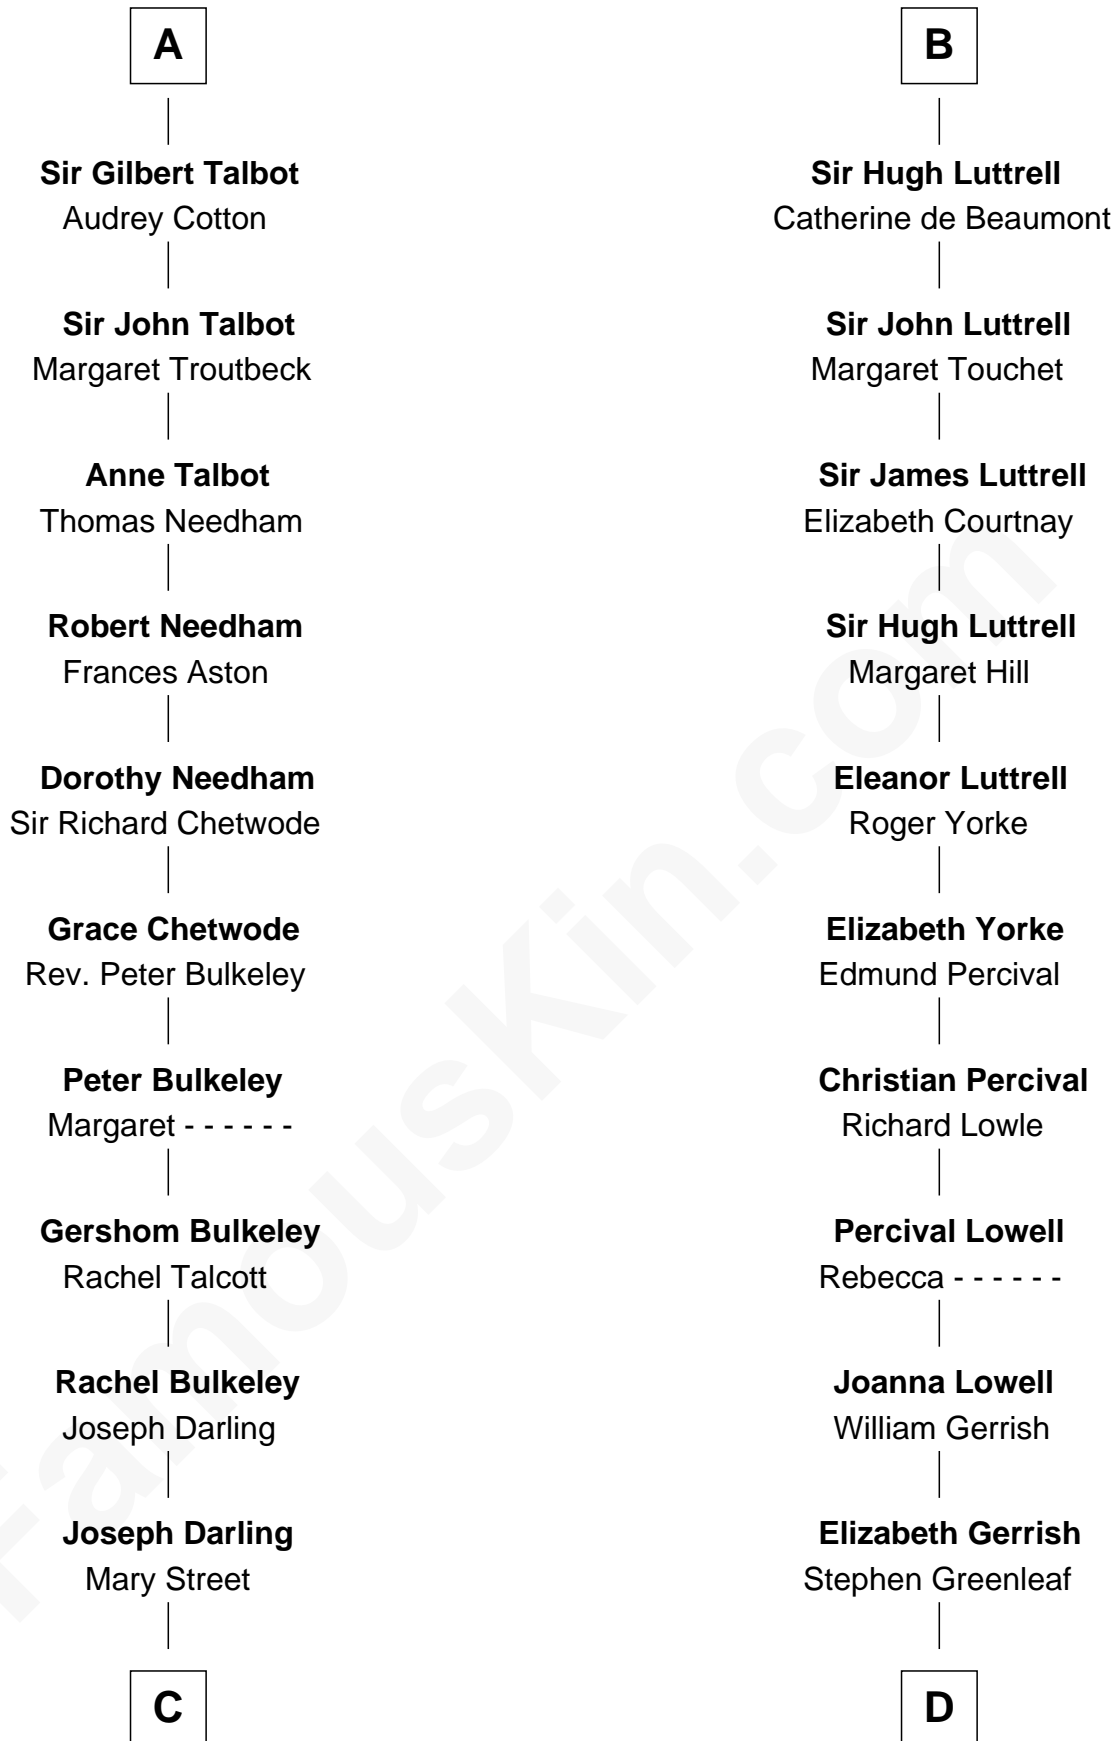 A
Sir Gilbert Talbot
Audrey Cotton
Sir John Talbot
Margaret Troutbeck
Anne Talbot
Thomas Needham
Robert Needham
Frances Aston
Dorothy Needham
Sir Richard Chetwode
Grace Chetwode
Rev. Peter Bulkeley
Peter Bulkeley
Margaret - - - - - -
Gershom Bulkeley
Rachel Talcott
Rachel Bulkeley
Joseph Darling
Joseph Darling
Mary Street
C
B
Sir Hugh Luttrell
Catherine de Beaumont
Sir John Luttrell
Margaret Touchet
Sir James Luttrell
Elizabeth Courtnay
Sir Hugh Luttrell
Margaret Hill
Eleanor Luttrell
Roger Yorke
Elizabeth Yorke
Edmund Percival
Christian Percival
Richard Lowle
Percival Lowell
Rebecca - - - - - -
Joanna Lowell
William Gerrish
Elizabeth Gerrish
Stephen Greenleaf
D
FamousKin.com